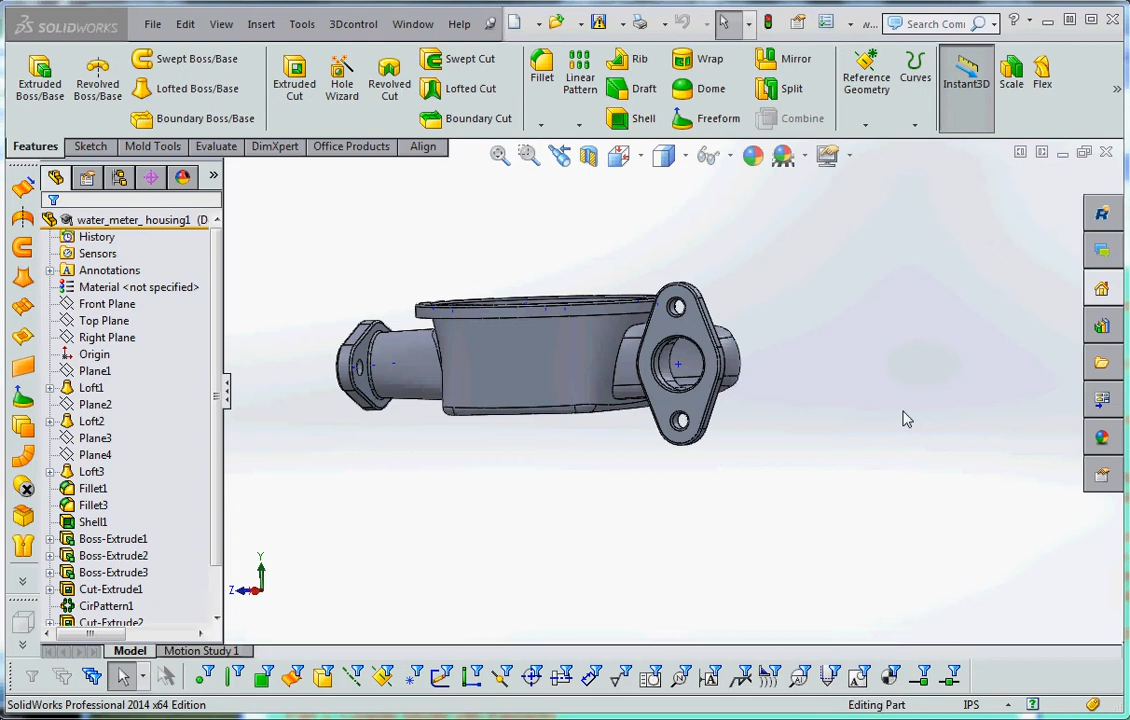 SOLIDWORKS File Edit View Insert Tools 3Dcontrol Window Help n... Search Com
Extruded Boss/Base
Revolved Boss/Base
Swept Boss/Base
Lofted Boss/Base
Boundary Boss/Base
Extruded Cut
Hole Wizard
Revolved Cut
Swept Cut
Lofted Cut
Boundary Cut
Fillet
Linear Pattern
Rib
Draft
Shell
Wrap
Dome
Freeform
Mirror
Split
Combine
Reference Geometry
Curves
Instant3D
Scale
Flex
Features Sketch Mold Tools Evaluate DimXpert Office Products Align
water_meter_ housing1 (D
History
Sensors
Annotations
Material <not specified>
Front Plane
Top Plane
Right Plane
Origin
Plane1
Loft1
Plane2
Loft2
Plane3
Plane4
Loft3
Fillet1
Fillet3
Shell1
Boss-Extrude1
Boss-Extrude2
Boss-Extrude3
Cut-Extrude1
CirPattern1
Cut-Extrude2
Y
Z
Model Motion Study 1
SolidWorks Professional 2014 x64 Edition Editing Part IPS